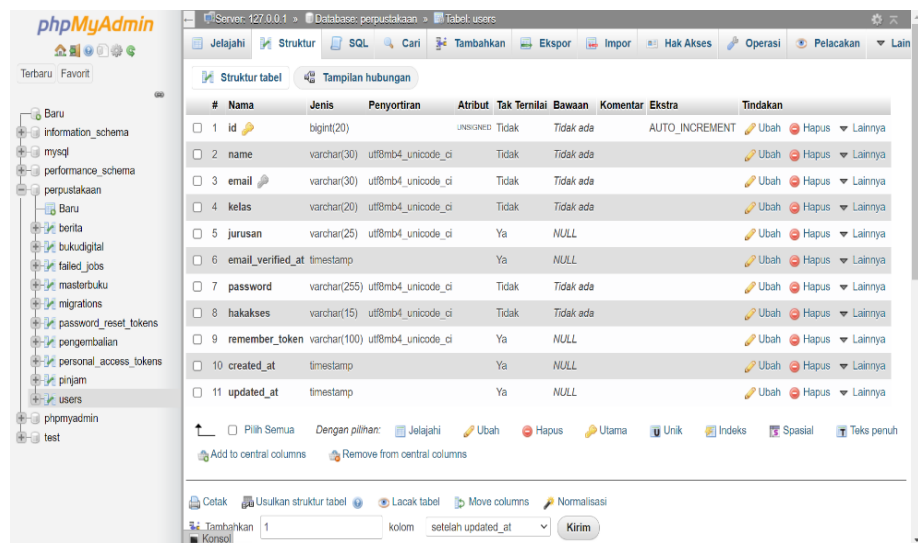 phpMyAdmin
Terbaru Favorit
Baru
information_schema
mysql
performance_schema
perpustakaan
Baru
berita
bukudigital
failed_jobs
masterbuku
migrations
password_reset_tokens
pengembalian
personal_access_tokens
pinjam
users
phpmyadmin
test
Server: 127.0.0.1 » Database: perpustakaan » Tabel: users
Jelajahi Struktur SQL Cari Tambahkan Ekspor Impor Hak Akses Operasi Pelacakan Lain
Struktur tabel Tampilan hubungan
# Nama Jenis Penyortiran Atribut Tak Ternilai Bawaan Komentar Ekstra Tindakan
1 id bigint(20) UNSIGNED Tidak Tidak ada AUTO_INCREMENT Ubah Hapus Lainnya
2 name varchar(30) utf8mb4_unicode_ci Tidak Tidak ada Ubah Hapus Lainnya
3 email varchar(30) utf8mb4_unicode_ci Tidak Tidak ada Ubah Hapus Lainnya
4 kelas varchar(20) utf8mb4_unicode_ci Tidak Tidak ada Ubah Hapus Lainnya
5 jurusan varchar(25) utf8mb4_unicode_ci Ya NULL Ubah Hapus Lainnya
6 email_verified_at timestamp Ya NULL Ubah Hapus Lainnya
7 password varchar(255) utf8mb4_unicode_ci Tidak Tidak ada Ubah Hapus Lainnya
8 hakakses varchar(15) utf8mb4_unicode_ci Tidak Tidak ada Ubah Hapus Lainnya
9 remember_token varchar(100) utf8mb4_unicode_ci Ya NULL Ubah Hapus Lainnya
10 created_at timestamp Ya NULL Ubah Hapus Lainnya
11 updated_at timestamp Ya NULL Ubah Hapus Lainnya
Pilih Semua Dengan pilihan: Jelajahi Ubah Hapus Utama Unik Indeks Spasial Teks penuh
Add to central columns Remove from central columns
Cetak Usulkan struktur tabel Lacak tabel Move columns Normalisasi
Tambahkan 1 kolom setelah updated_at Kirim
Konsol